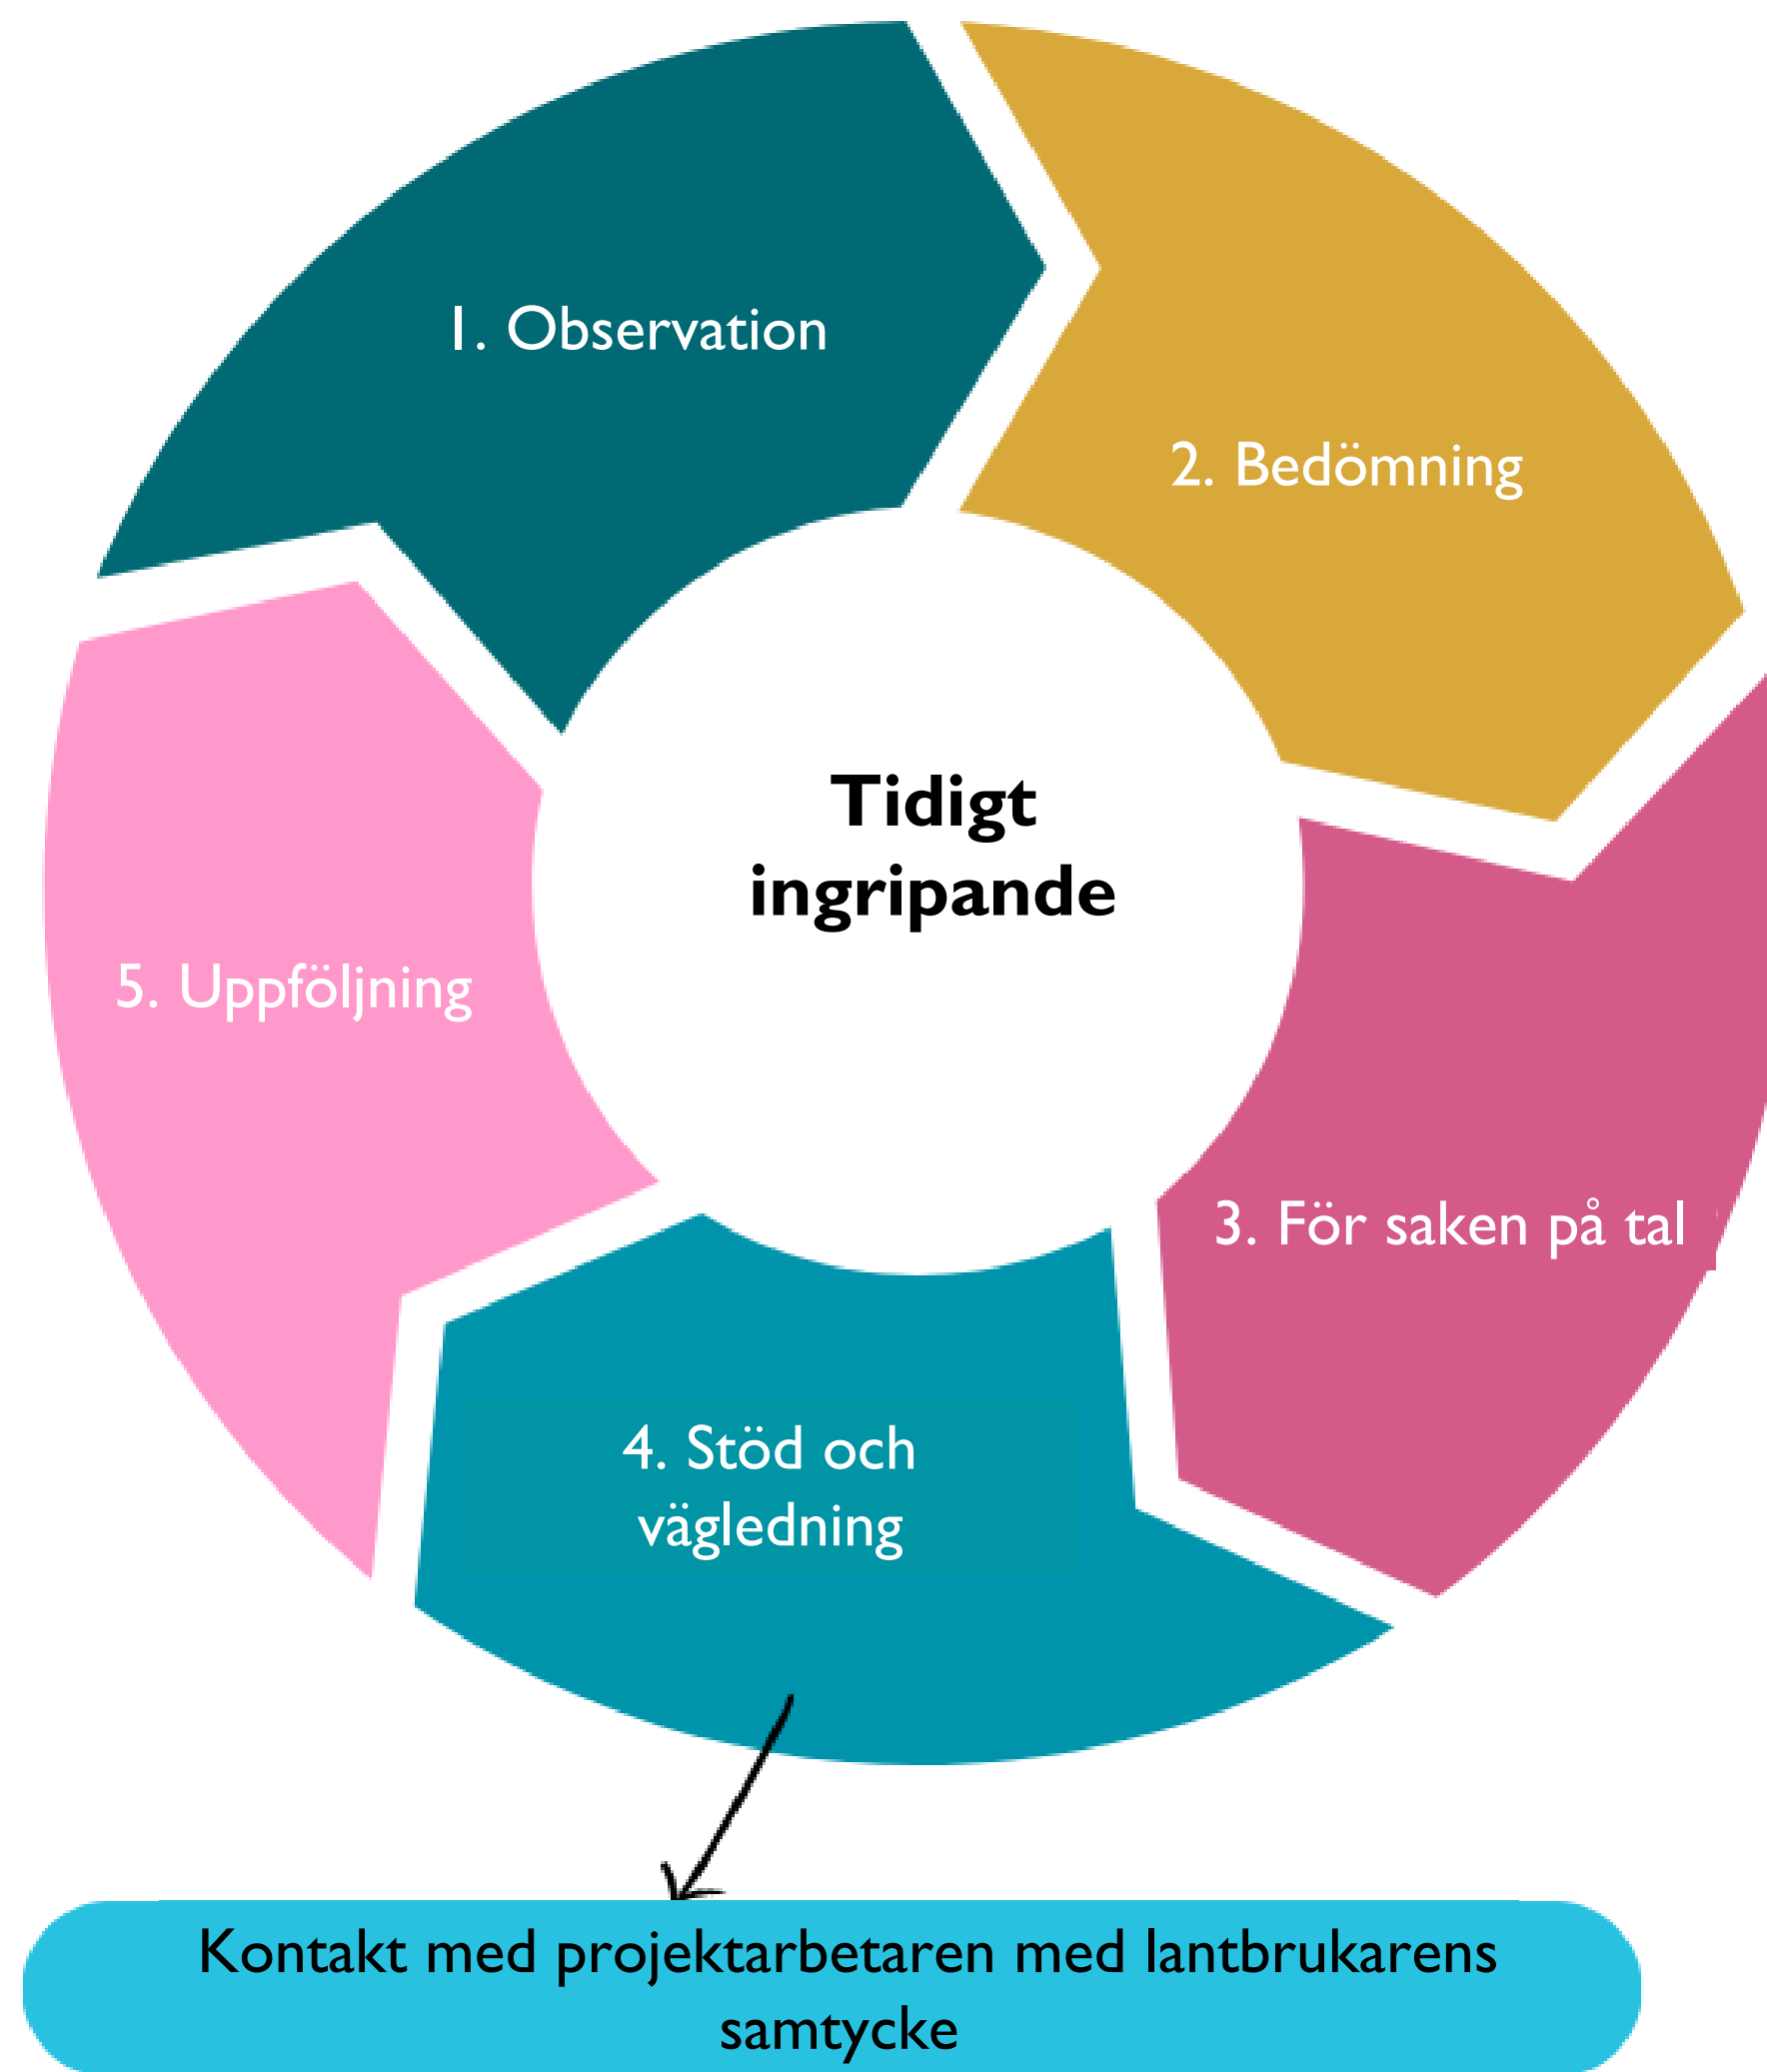 1. Observation
2. Bedömning
Tidigt
ingripande
5. Uppföljning
3. För saken på tal
4. Stöd och
vägledning
Kontakt med projektarbetaren med lantbrukarens
samtycke